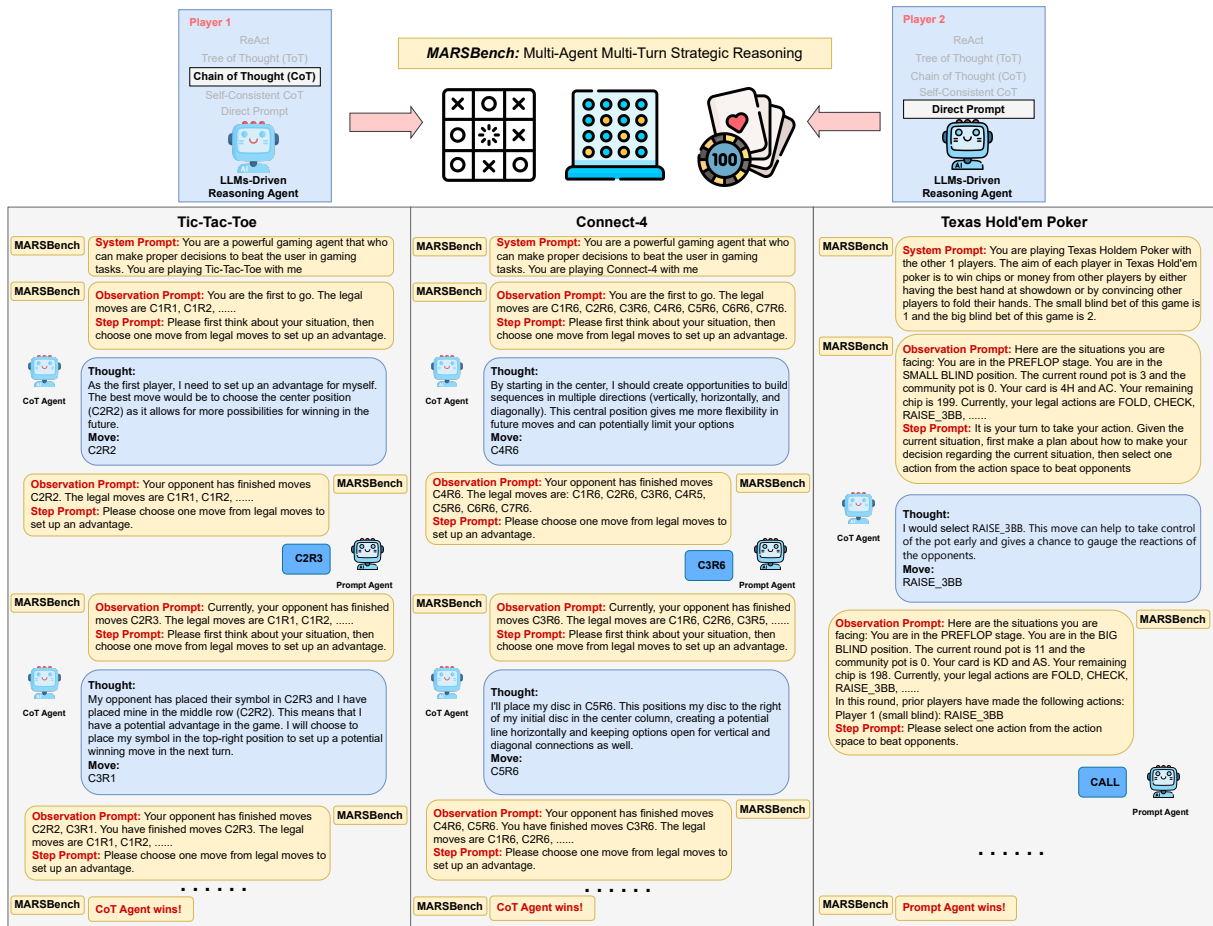 Player 1
ReAct
Tree of Thought (ToT)
Chain of Thought (CoT)
Self-Consistent CoT
Direct Prompt
AI
LLMs-Driven
Reasoning Agent
MARSBench: Multi-Agent Multi-Turn Strategic Reasoning
100
Player 2
ReAct
Tree of Thought (ToT)
Chain of Thought (CoT)
Self-Consistent CoT
Direct Prompt
AI
LLMs-Driven
Reasoning Agent
Tic-Tac-Toe
MARSBench
System Prompt: You are a powerful gaming agent that who
can make proper decisions to beat the user in gaming
tasks. You are playing Tic-Tac-Toe with me
MARSBench
Observation Prompt: You are the first to go. The legal
moves are C1R1, C1R2, ......
Step Prompt: Please first think about your situation, then
choose one move from legal moves to set up an advantage.
CoT Agent
Thought:
As the first player, I need to set up an advantage for myself.
The best move would be to choose the center position
(C2R2) as it allows for more possibilities for winning in the
future.
Move:
C2R2
MARSBench
Observation Prompt: Your opponent has finished moves
C2R2. The legal moves are C1R1, C1R2, ......
Step Prompt: Please choose one move from legal moves to
set up an advantage.
C2R3
Prompt Agent
MARSBench
Observation Prompt: Currently, your opponent has finished
moves C2R3. The legal moves are C1R1, C1R2, ......
Step Prompt: Please first think about your situation, then
choose one move from legal moves to set up an advantage.
CoT Agent
Thought:
My opponent has placed their symbol in C2R3 and I have
placed mine in the middle row (C2R2). This means that I
have a potential advantage in the game. I will choose to
place my symbol in the top-right position to set up a potential
winning move in the next turn.
Move:
C3R1
MARSBench
Observation Prompt: Your opponent has finished moves
C2R2, C3R1. You have finished moves C2R3. The legal
moves are C1R1, C1R2, ......
Step Prompt: Please choose one move from legal moves to
set up an advantage.
......
MARSBench
CoT Agent wins!
Connect-4
MARSBench
System Prompt: You are a powerful gaming agent that who
can make proper decisions to beat the user in gaming
tasks. You are playing Connect-4 with me
MARSBench
Observation Prompt: You are the first to go. The legal
moves are C1R6, C2R6, C3R6, C4R6, C5R6, C6R6, C7R6.
Step Prompt: Please first think about your situation, then
choose one move from legal moves to set up an advantage.
CoT Agent
Thought:
By starting in the center, I should create opportunities to build
sequences in multiple directions (vertically, horizontally, and
diagonally). This central position gives me more flexibility in
future moves and can potentially limit your options
Move:
C4R6
MARSBench
Observation Prompt: Your opponent has finished moves
C4R6. The legal moves are: C1R6, C2R6, C3R6, C4R5,
C5R6, C6R6, C7R6.
Step Prompt: Please choose one move from legal moves to
set up an advantage.
C3R6
Prompt Agent
MARSBench
Observation Prompt: Currently, your opponent has finished
moves C3R6. The legal moves are C1R6, C2R6, C3R5, ......
Step Prompt: Please first think about your situation, then
choose one move from legal moves to set up an advantage.
CoT Agent
Thought:
I'll place my disc in C5R6. This positions my disc to the right
of my initial disc in the center column, creating a potential
line horizontally and keeping options open for vertical and
diagonal connections as well.
Move:
C5R6
MARSBench
Observation Prompt: Your opponent has finished moves
C4R6, C5R6. You have finished moves C3R6. The legal
moves are C1R6, C2R6, ......
Step Prompt: Please choose one move from legal moves to
set up an advantage.
......
MARSBench
CoT Agent wins!
Texas Hold'em Poker
MARSBench
System Prompt: You are playing Texas Holdem Poker with
the other 1 players. The aim of each player in Texas Hold'em
poker is to win chips or money from other players by either
having the best hand at showdown or by convincing other
players to fold their hands. The small blind bet of this game is
1 and the big blind bet of this game is 2.
MARSBench
Observation Prompt: Here are the situations you are
facing: You are in the PREFLOP stage. You are in the
SMALL BLIND position. The current round pot is 3 and the
community pot is 0. Your card is 4H and AC. Your remaining
chip is 199. Currently, your legal actions are FOLD, CHECK,
RAISE_3BB, ......
Step Prompt: It is your turn to take your action. Given the
current situation, first make a plan about how to make your
decision regarding the current situation, then select one
action from the action space to beat opponents
CoT Agent
Thought:
I would select RAISE_3BB. This move can help to take control
of the pot early and gives a chance to gauge the reactions of
the opponents.
Move:
RAISE_3BB
MARSBench
Observation Prompt: Here are the situations you are
facing: You are in the PREFLOP stage. You are in the BIG
BLIND position. The current round pot is 11 and the
community pot is 0. Your card is KD and AS. Your remaining
chip is 198. Currently, your legal actions are FOLD, CHECK,
RAISE_3BB, ......
In this round, prior players have made the following actions:
Player 1 (small blind): RAISE_3BB
Step Prompt: Please select one action from the action
space to beat opponents.
CALL
Prompt Agent
......
MARSBench
Prompt Agent wins!